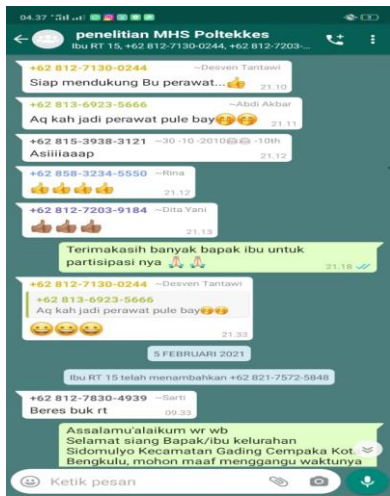 04.37
penelitian MHS Poltekkes
Ibu RT 15, +62 812-7130-0244, +62 812-7203-...
+62 812-7130-0244 ~Desven Tantawi
Siap mendukung Bu perawat...👍 21.10
+62 813-6923-5666 ~Abdi Akbar
Aq kah jadi perawat pule bay 21.11
+62 815-3938-3121 ~30 -10 -2010 -10th
Asiiiiaaap 21.12
+62 858-3234-5550 ~Rina
👍👍👍👍 21.12
+62 812-7203-9184 ~Dita Yani
👍👍👍 21.13
Terimakasih banyak bapak ibu untuk
partisipasi nya 🙏 🙏 21.18
+62 812-7130-0244 ~Desven Tantawi
+62 813-6923-5666
Aq kah jadi perawat pule bay
😂😂😂 21.33
5 FEBRUARI 2021
Ibu RT 15 telah menambahkan +62 821-7572-5848
+62 812-7830-4939 ~Sarti
Beres buk rt 09.33
Assalamu'alaikum wr wb
Selamat siang Bapak/ibu kelurahan
Sidomulyo Kecamatan Gading Cempaka Kot
Bengkulu, mohon maaf menggangu waktunya
Ketik pesan